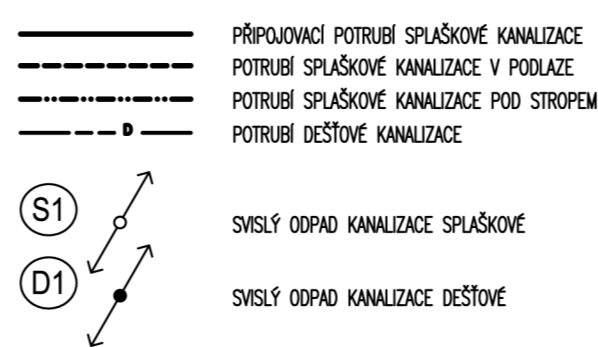 PŘIPOJOVACÍ POTRUBÍ SPLAŠKOVÉ KANALIZACE
POTRUBÍ SPLAŠKOVÉ KANALIZACE V PODLAZE
POTRUBÍ SPLAŠKOVÉ KANALIZACE POD STROPEM
D POTRUBÍ DEŠŤOVÉ KANALIZACE
S1 SVISLÝ ODPAD KANALIZACE SPLAŠKOVÉ
D1 SVISLÝ ODPAD KANALIZACE DEŠŤOVÉ